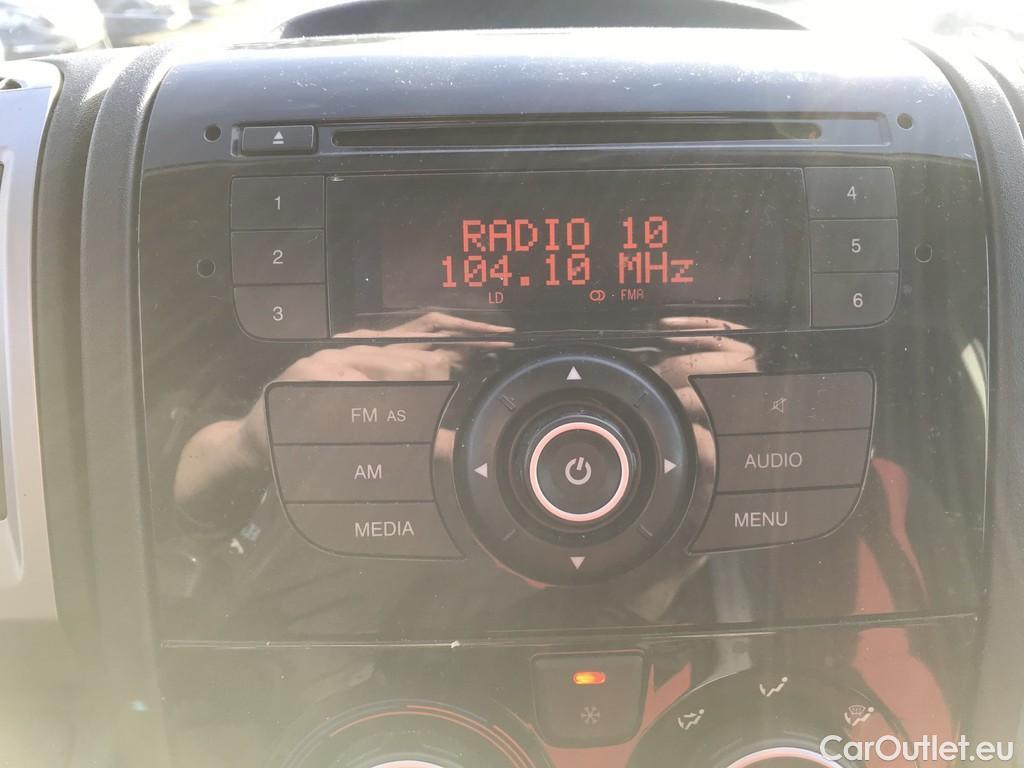 1
2
3
RADIO 10
104.10 MHz
LD FMA
4
5
6
FM AS
AM
MEDIA
AUDIO
MENU
CarOutlet.eu